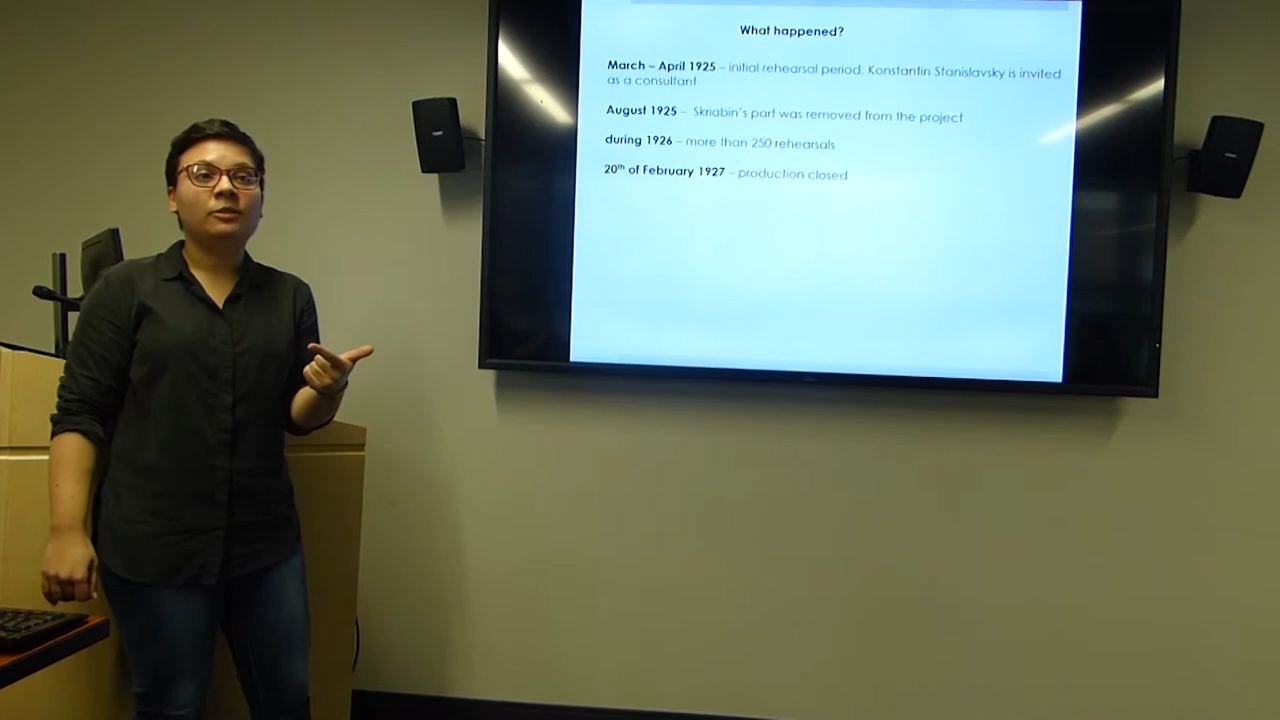 What happened?
March – April 1925 – initial rehearsal period; Konstantin Stanislavsky is invited
as a consultant
August 1925 – Skriabin's part was removed from the project
during 1926 – more than 250 rehearsals
20th of February 1927 – production closed